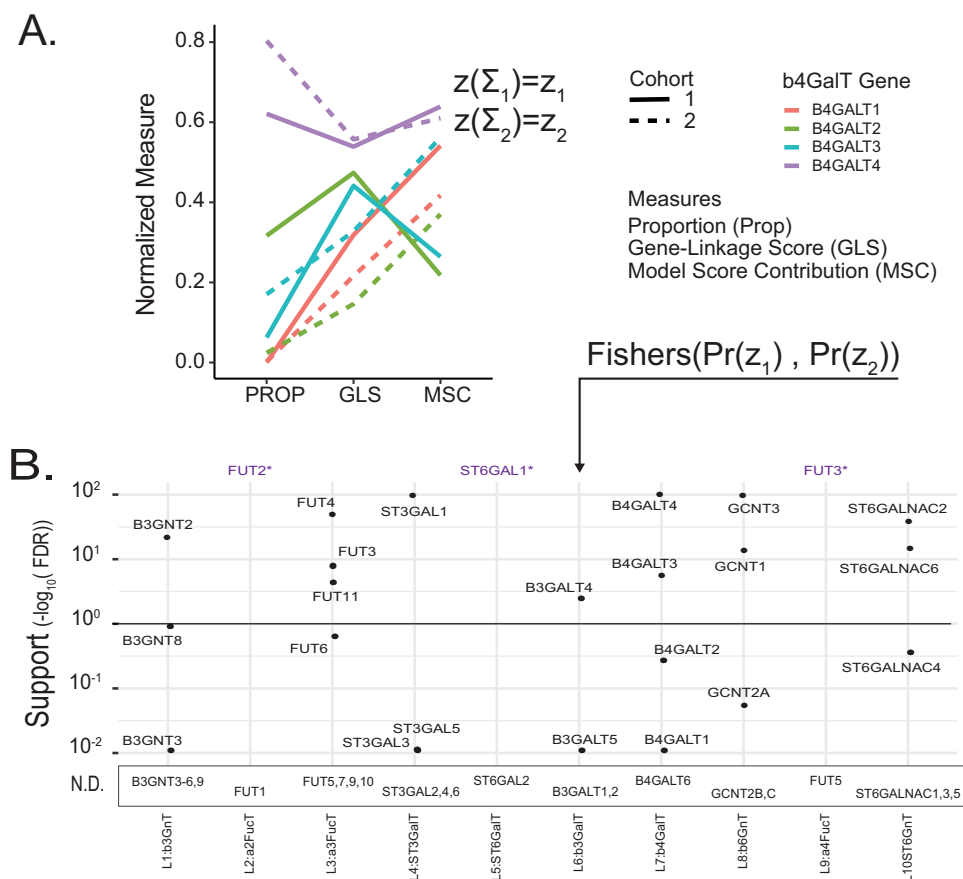 A.
0.8
0.6
0.4
0.2
0.0
Normalized Measure
PROP GLS MSC
z(Σ1)=z1
z(Σ2)=z2
Cohort
1
2
b4GalT Gene
B4GALT1
B4GALT2
B4GALT3
B4GALT4
Measures
Proportion (Prop)
Gene-Linkage Score (GLS)
Model Score Contribution (MSC)
Fishers(Pr(z1) , Pr(z2))
B.
FUT2* ST6GAL1* FUT3*
Support (-log10( FDR))
10^2
10^1
10^0
10^-1
10^-2
N.D.
B3GNT2
B3GNT8
B3GNT3
FUT4
FUT3
FUT11
FUT6
ST3GAL1
ST3GAL5
ST3GAL3
B3GALT4
B3GALT5
B4GALT4
B4GALT3
B4GALT2
B4GALT1
GCNT3
GCNT1
GCNT2A
ST6GALNAC2
ST6GALNAC6
ST6GALNAC4
B3GNT3-6,9
FUT1
FUT5,7,9,10
ST3GAL2,4,6
ST6GAL2
B3GALT1,2
B4GALT6
GCNT2B,C
FUT5
ST6GALNAC1,3,5
L1:b3GnT
L2:a2FucT
L3:a3FucT
L4:ST3GalT
L5:ST6GalT
L6:b3GalT
L7:b4GalT
L8:b6GnT
L9:a4FucT
L10ST6GnT